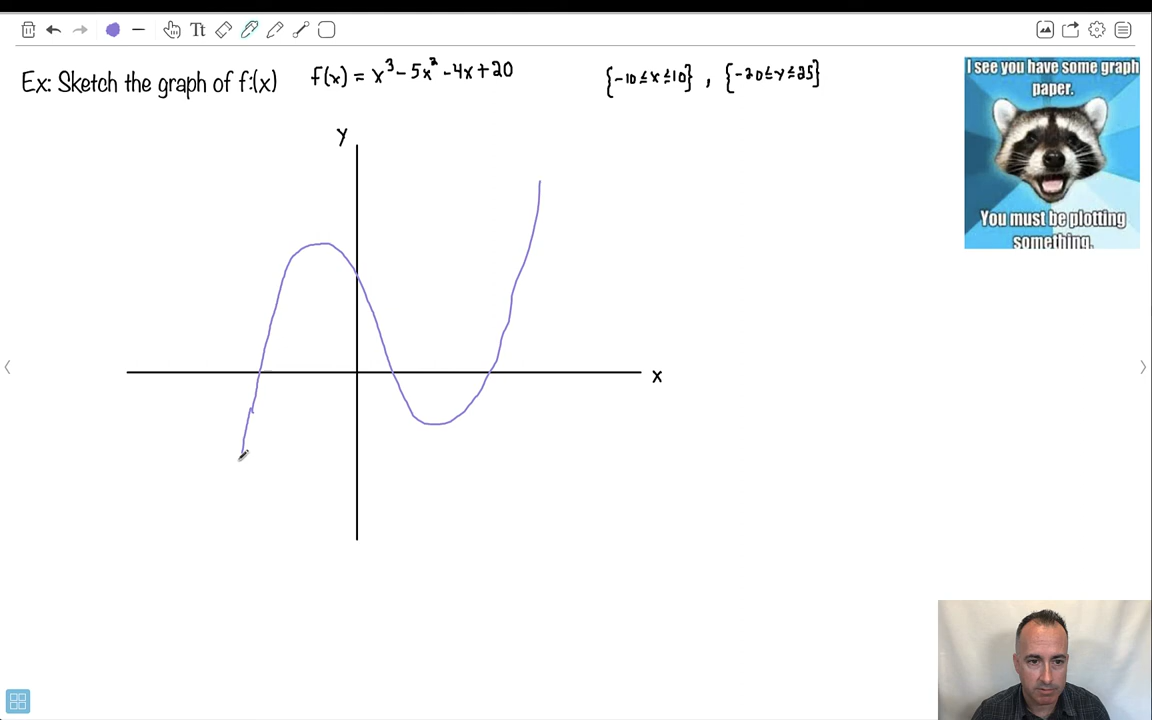 Tt
Ex: Sketch the graph of f:(x) f(x) = x³ - 5x² - 4x + 20 {-10 ≤ x ≤ 10} , {-20 ≤ y ≤ 25}
I see you have some graph
paper.
You must be plotting
something.
y
x